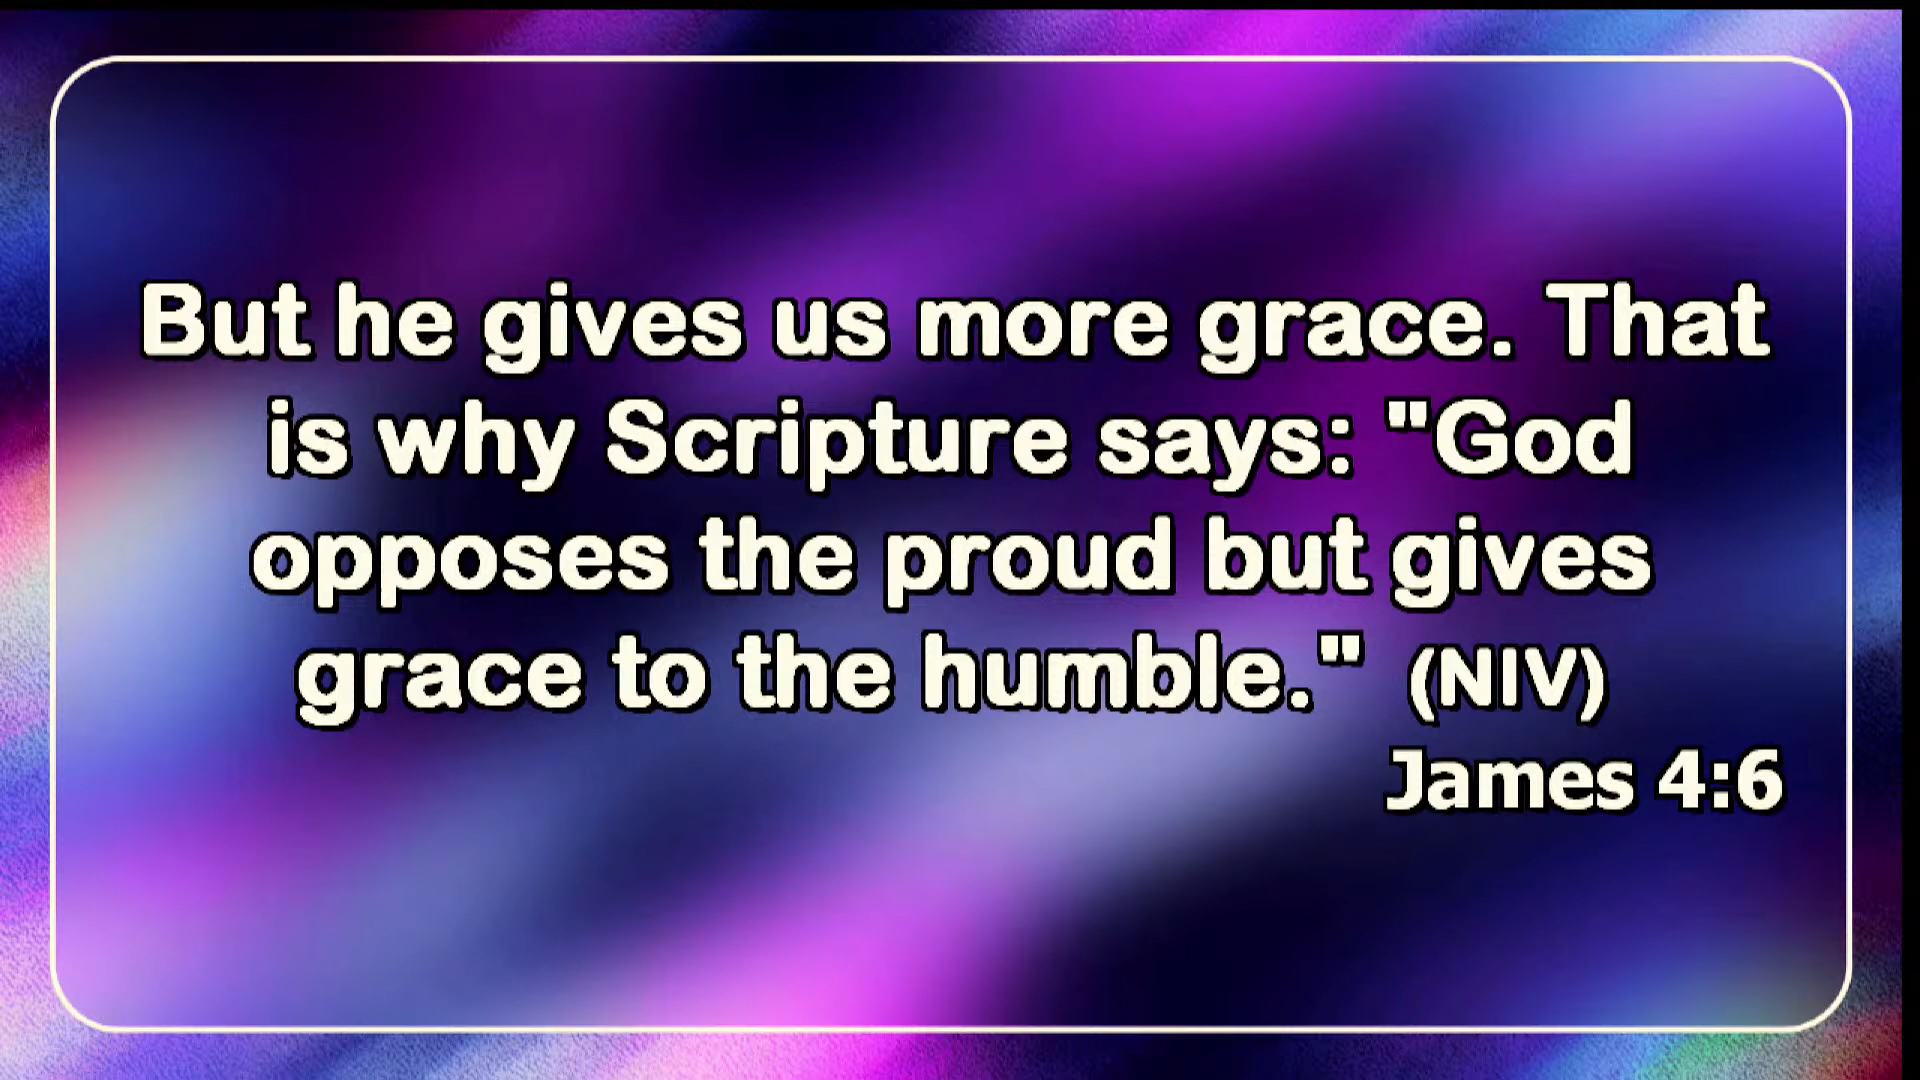 But he gives us more grace. That
is why Scripture says: "God
opposes the proud but gives
grace to the humble." (NIV)
James 4:6